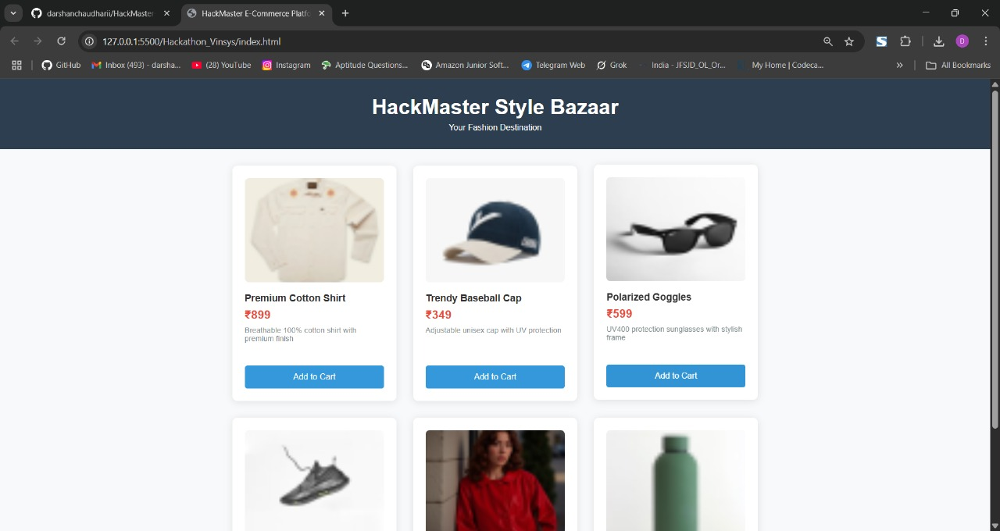 darshanchaudharii/HackMaster
HackMaster E-Commerce Platfo
127.0.0.1:5500/Hackathon_Vinsys/index.html
S
D
GitHub
Inbox (493) - darsha...
(28) YouTube
Instagram
Aptitude Questions...
Amazon Junior Soft...
Telegram Web
Grok
India - JFSJD_OL_Or...
My Home | Codeca...
All Bookmarks
HackMaster Style Bazaar
Your Fashion Destination
Premium Cotton Shirt
₹899
Breathable 100% cotton shirt with
premium finish
Add to Cart
Trendy Baseball Cap
₹349
Adjustable unisex cap with UV protection
Add to Cart
Polarized Goggles
₹599
UV400 protection sunglasses with stylish
frame
Add to Cart